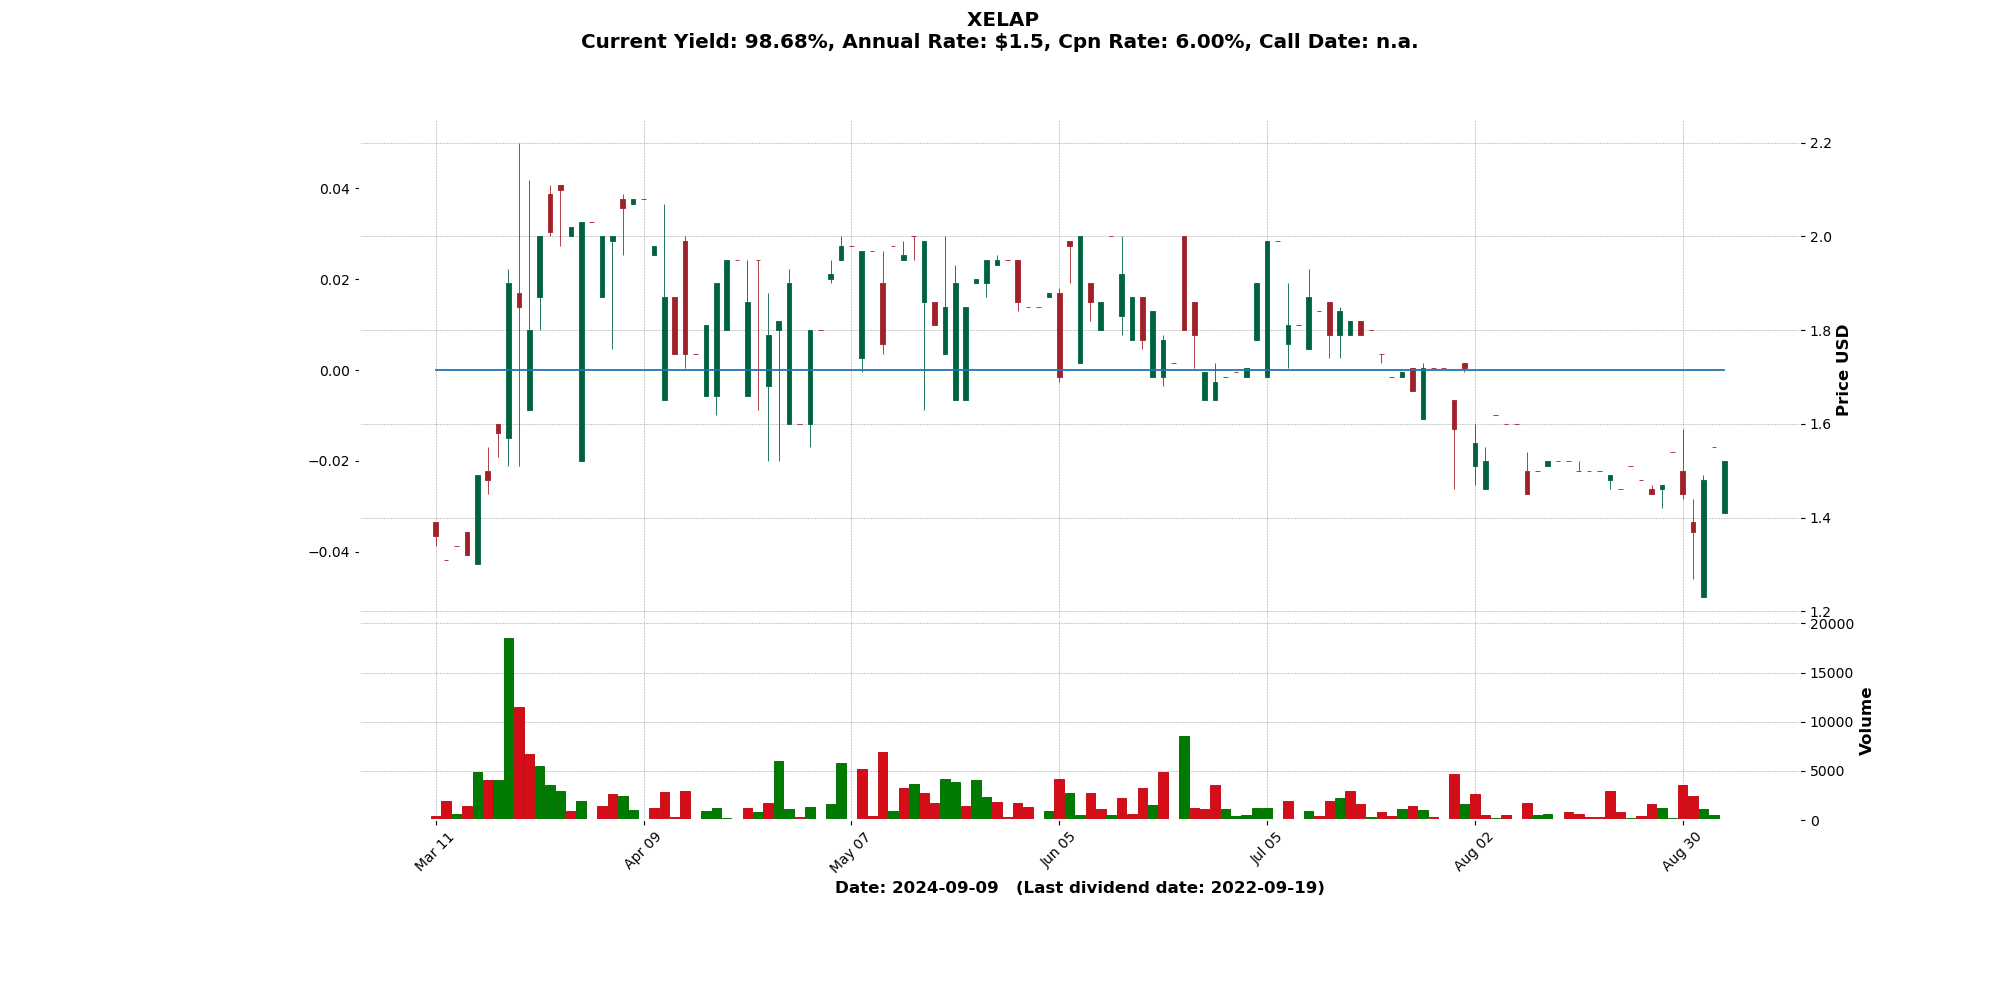 XELAP
Current Yield: 98.68%, Annual Rate: $1.5, Cpn Rate: 6.00%, Call Date: n.a.
0.04
0.02
0.00
−0.02
−0.04
2.2
2.0
1.8
1.6
1.4
1.2
Price USD
20000
15000
10000
5000
0
Volume
Mar 11
Apr 09
May 07
Jun 05
Jul 05
Aug 02
Aug 30
Date: 2024-09-09   (Last dividend date: 2022-09-19)